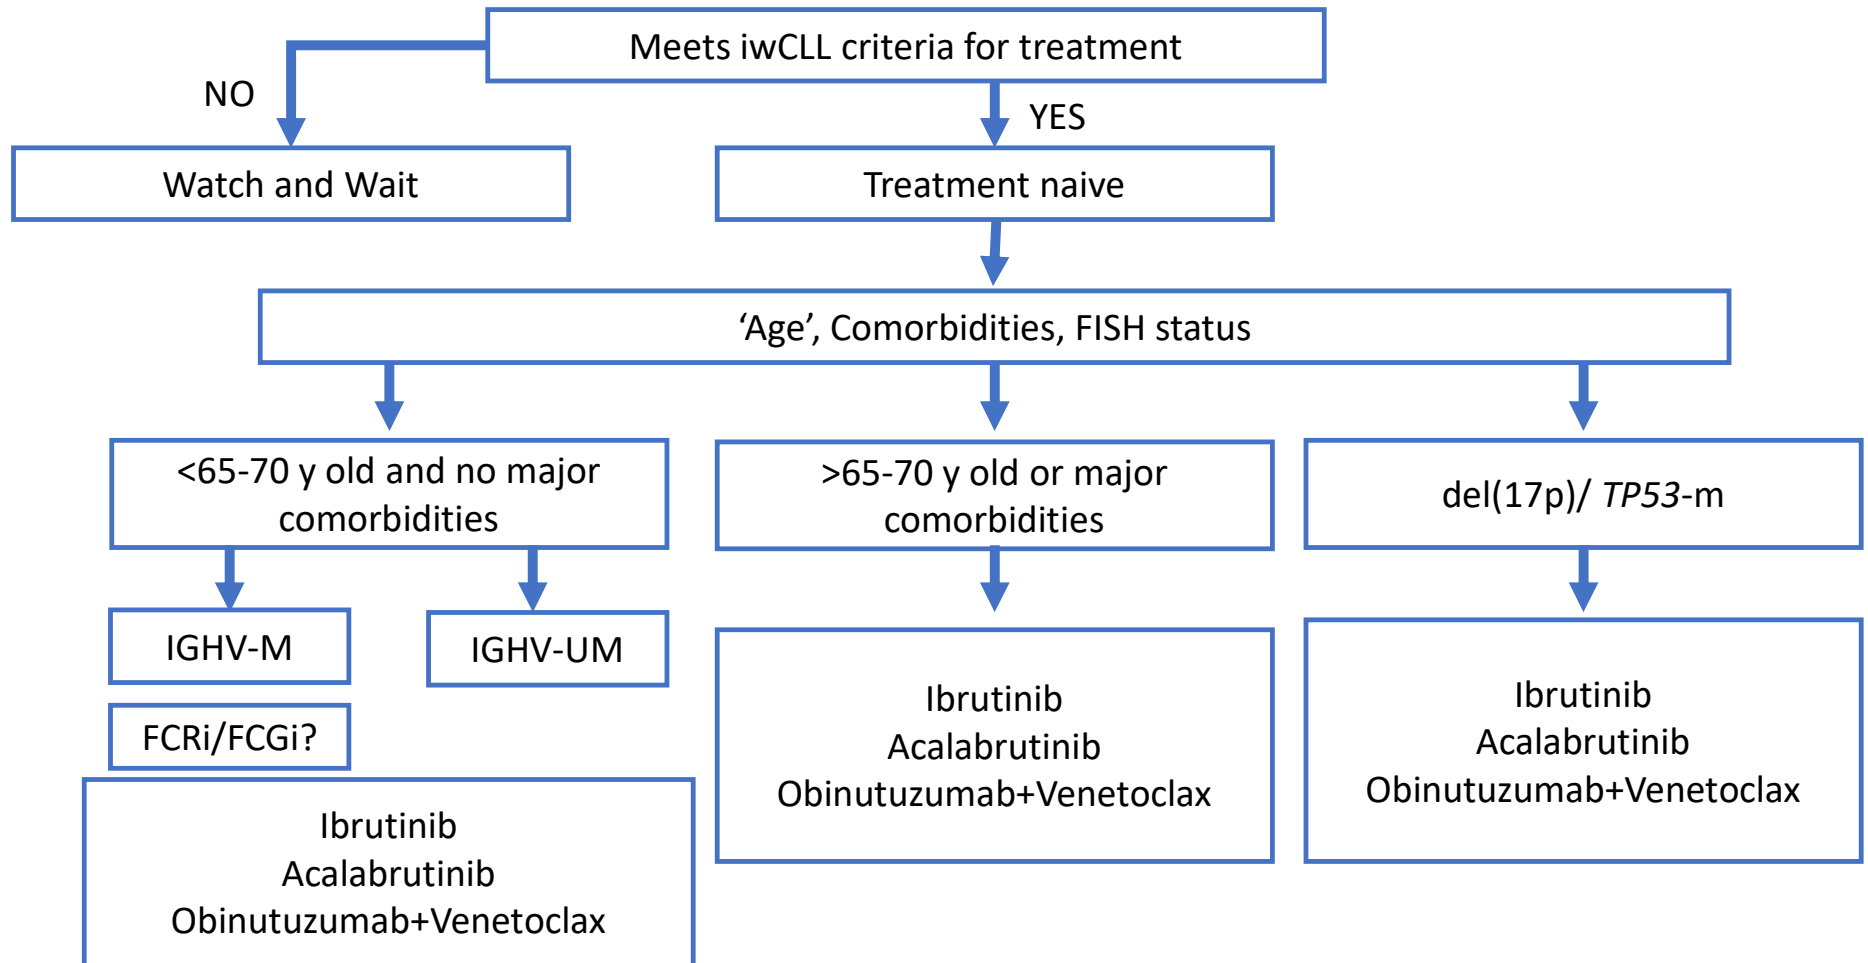 Meets iwCLL criteria for treatment
NO
YES
Watch and Wait
Treatment naive
‘Age’, Comorbidities, FISH status
<65-70 y old and no major
comorbidities
>65-70 y old or major
comorbidities
del(17p)/ TP53-m
IGHV-M
IGHV-UM
FCRi/FCGi?
Ibrutinib
Acalabrutinib
Obinutuzumab+Venetoclax
Ibrutinib
Acalabrutinib
Obinutuzumab+Venetoclax
Ibrutinib
Acalabrutinib
Obinutuzumab+Venetoclax